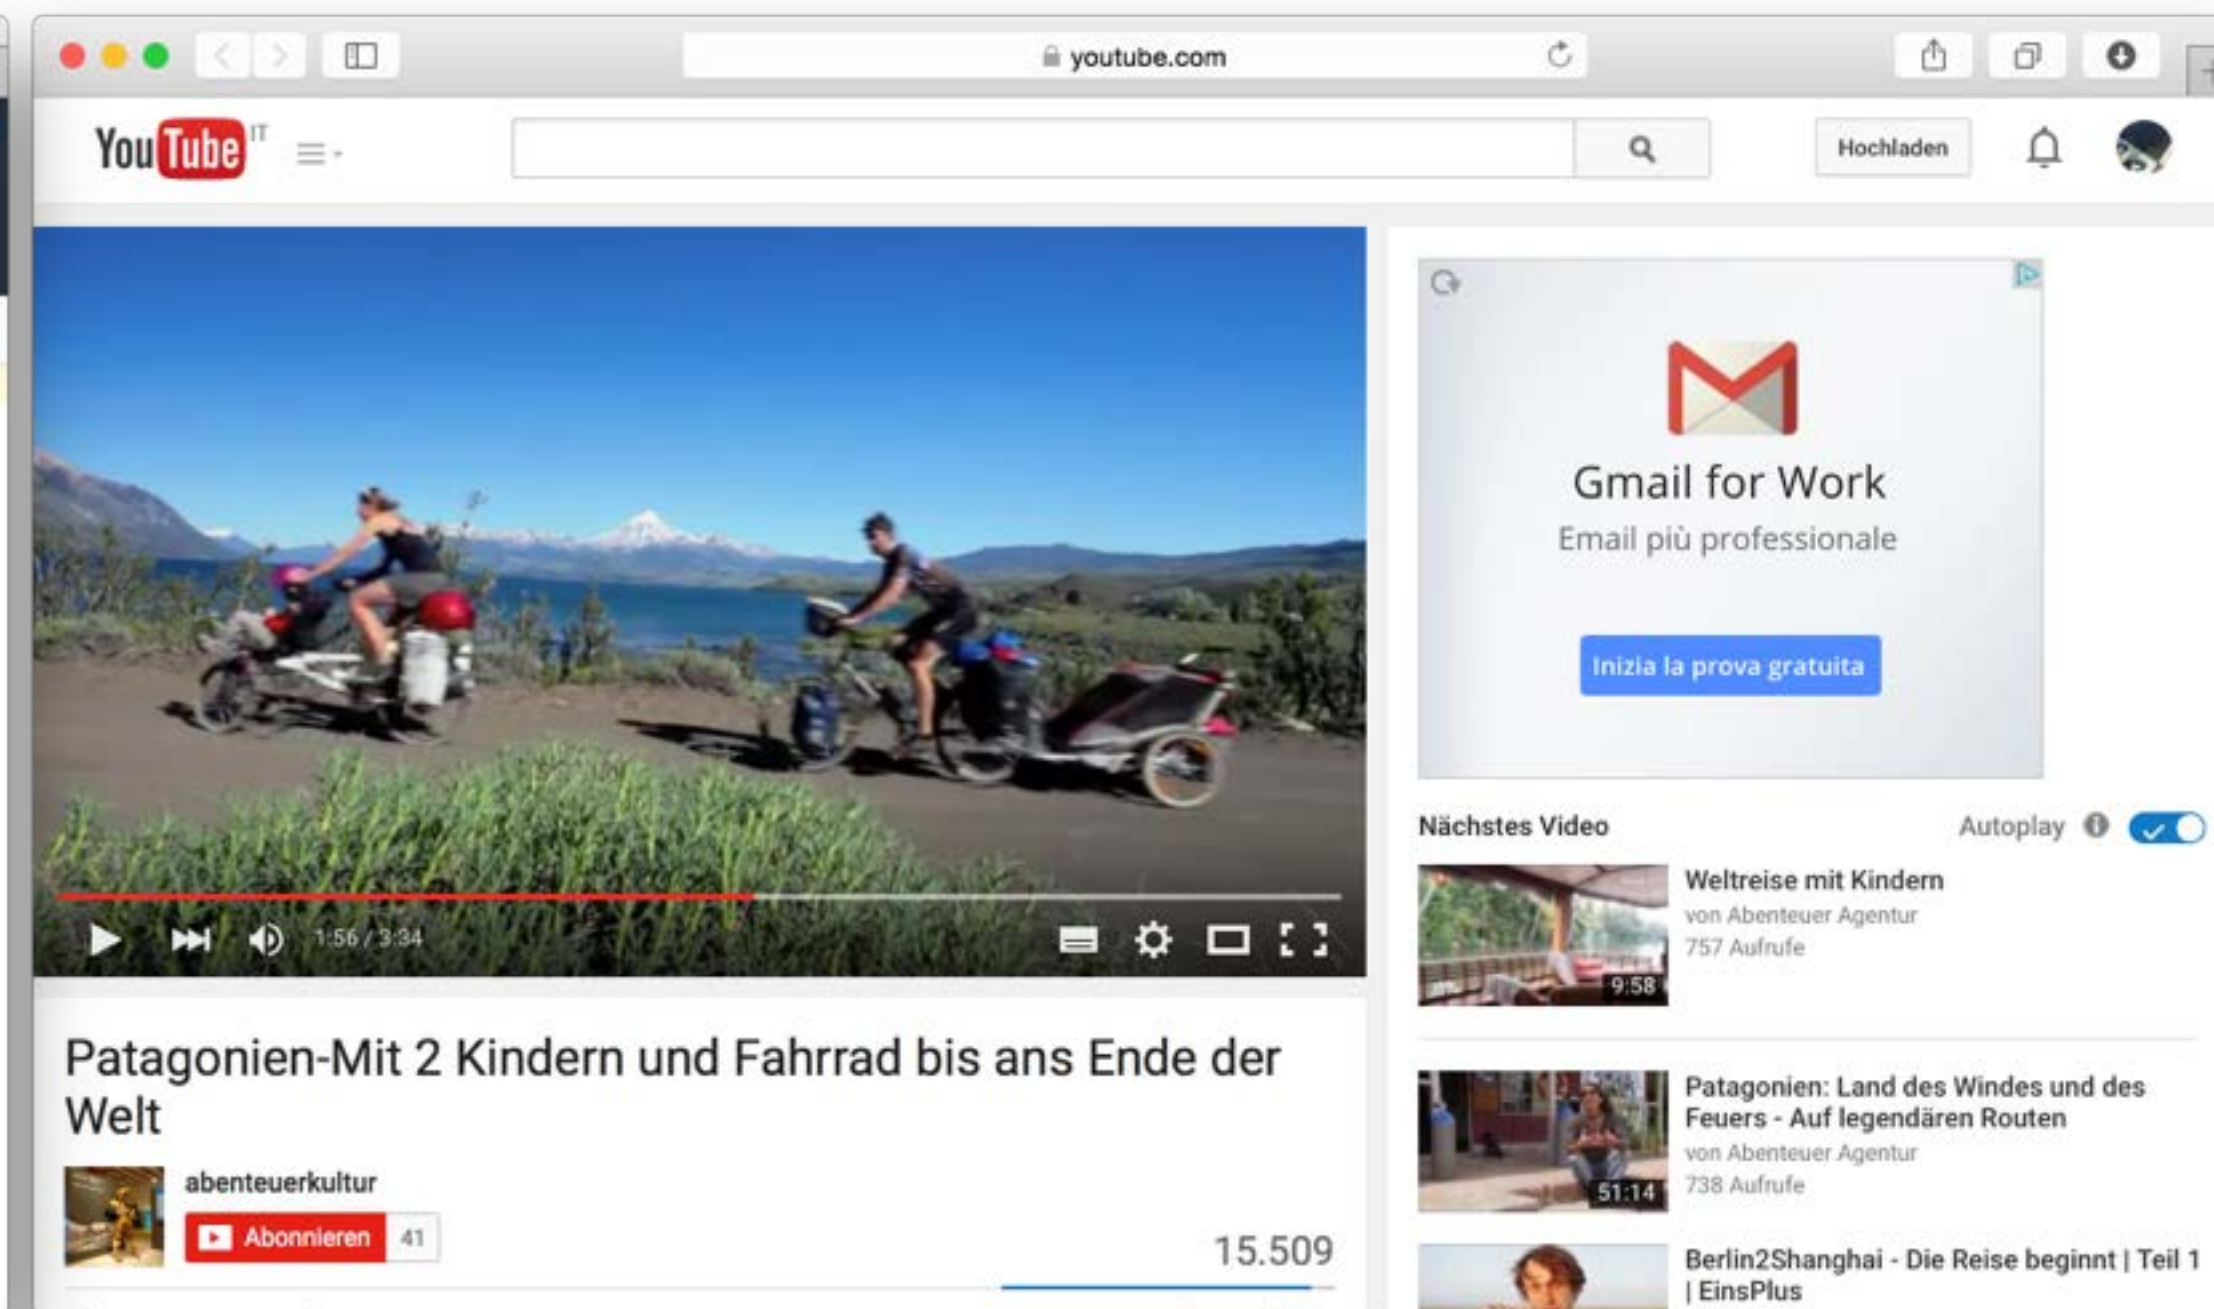 youtube.com
YouTube IT
Hochladen
1:56 / 3:34
Patagonien-Mit 2 Kindern und Fahrrad bis ans Ende der
Welt
abenteuerkultur
Abonnieren 41
15.509
Gmail for Work
Email più professionale
Inizia la prova gratuita
Nächstes Video Autoplay
9:58
Weltreise mit Kindern
von Abenteuer Agentur
757 Aufrufe
51:14
Patagonien: Land des Windes und des
Feuers - Auf legendären Routen
von Abenteuer Agentur
738 Aufrufe
Berlin2Shanghai - Die Reise beginnt | Teil 1
| EinsPlus